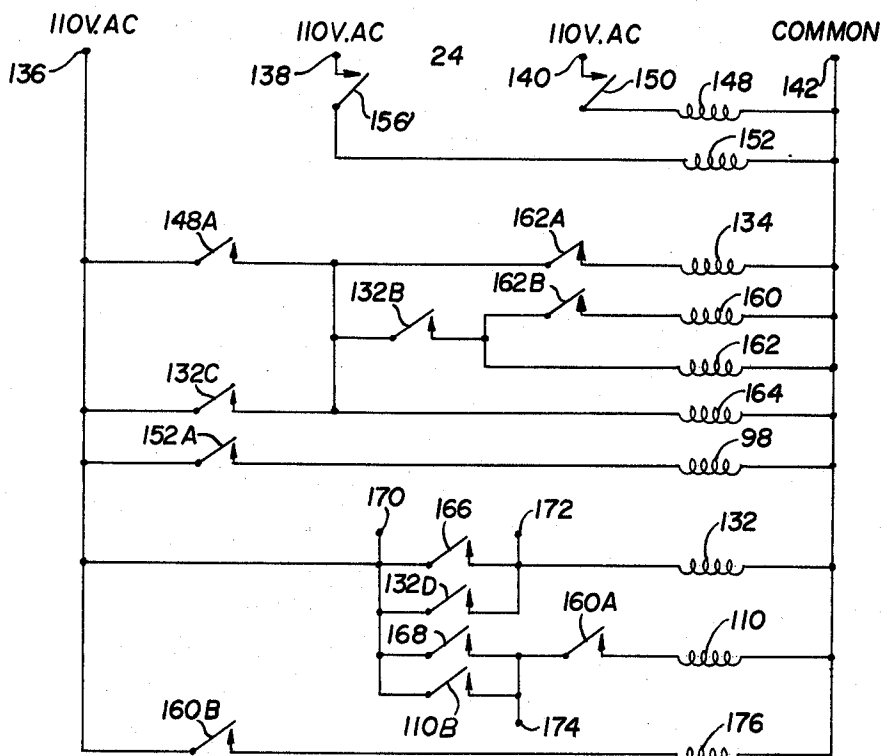 110V.AC 110V.AC 110V.AC COMMON
136 138 24 140 150 148 142
156'
152
148A 162A 134
132B 162B 160
162
132C 164
152A 98
170 166 172 132
132D 160A
168 110
110B 174
160B 176